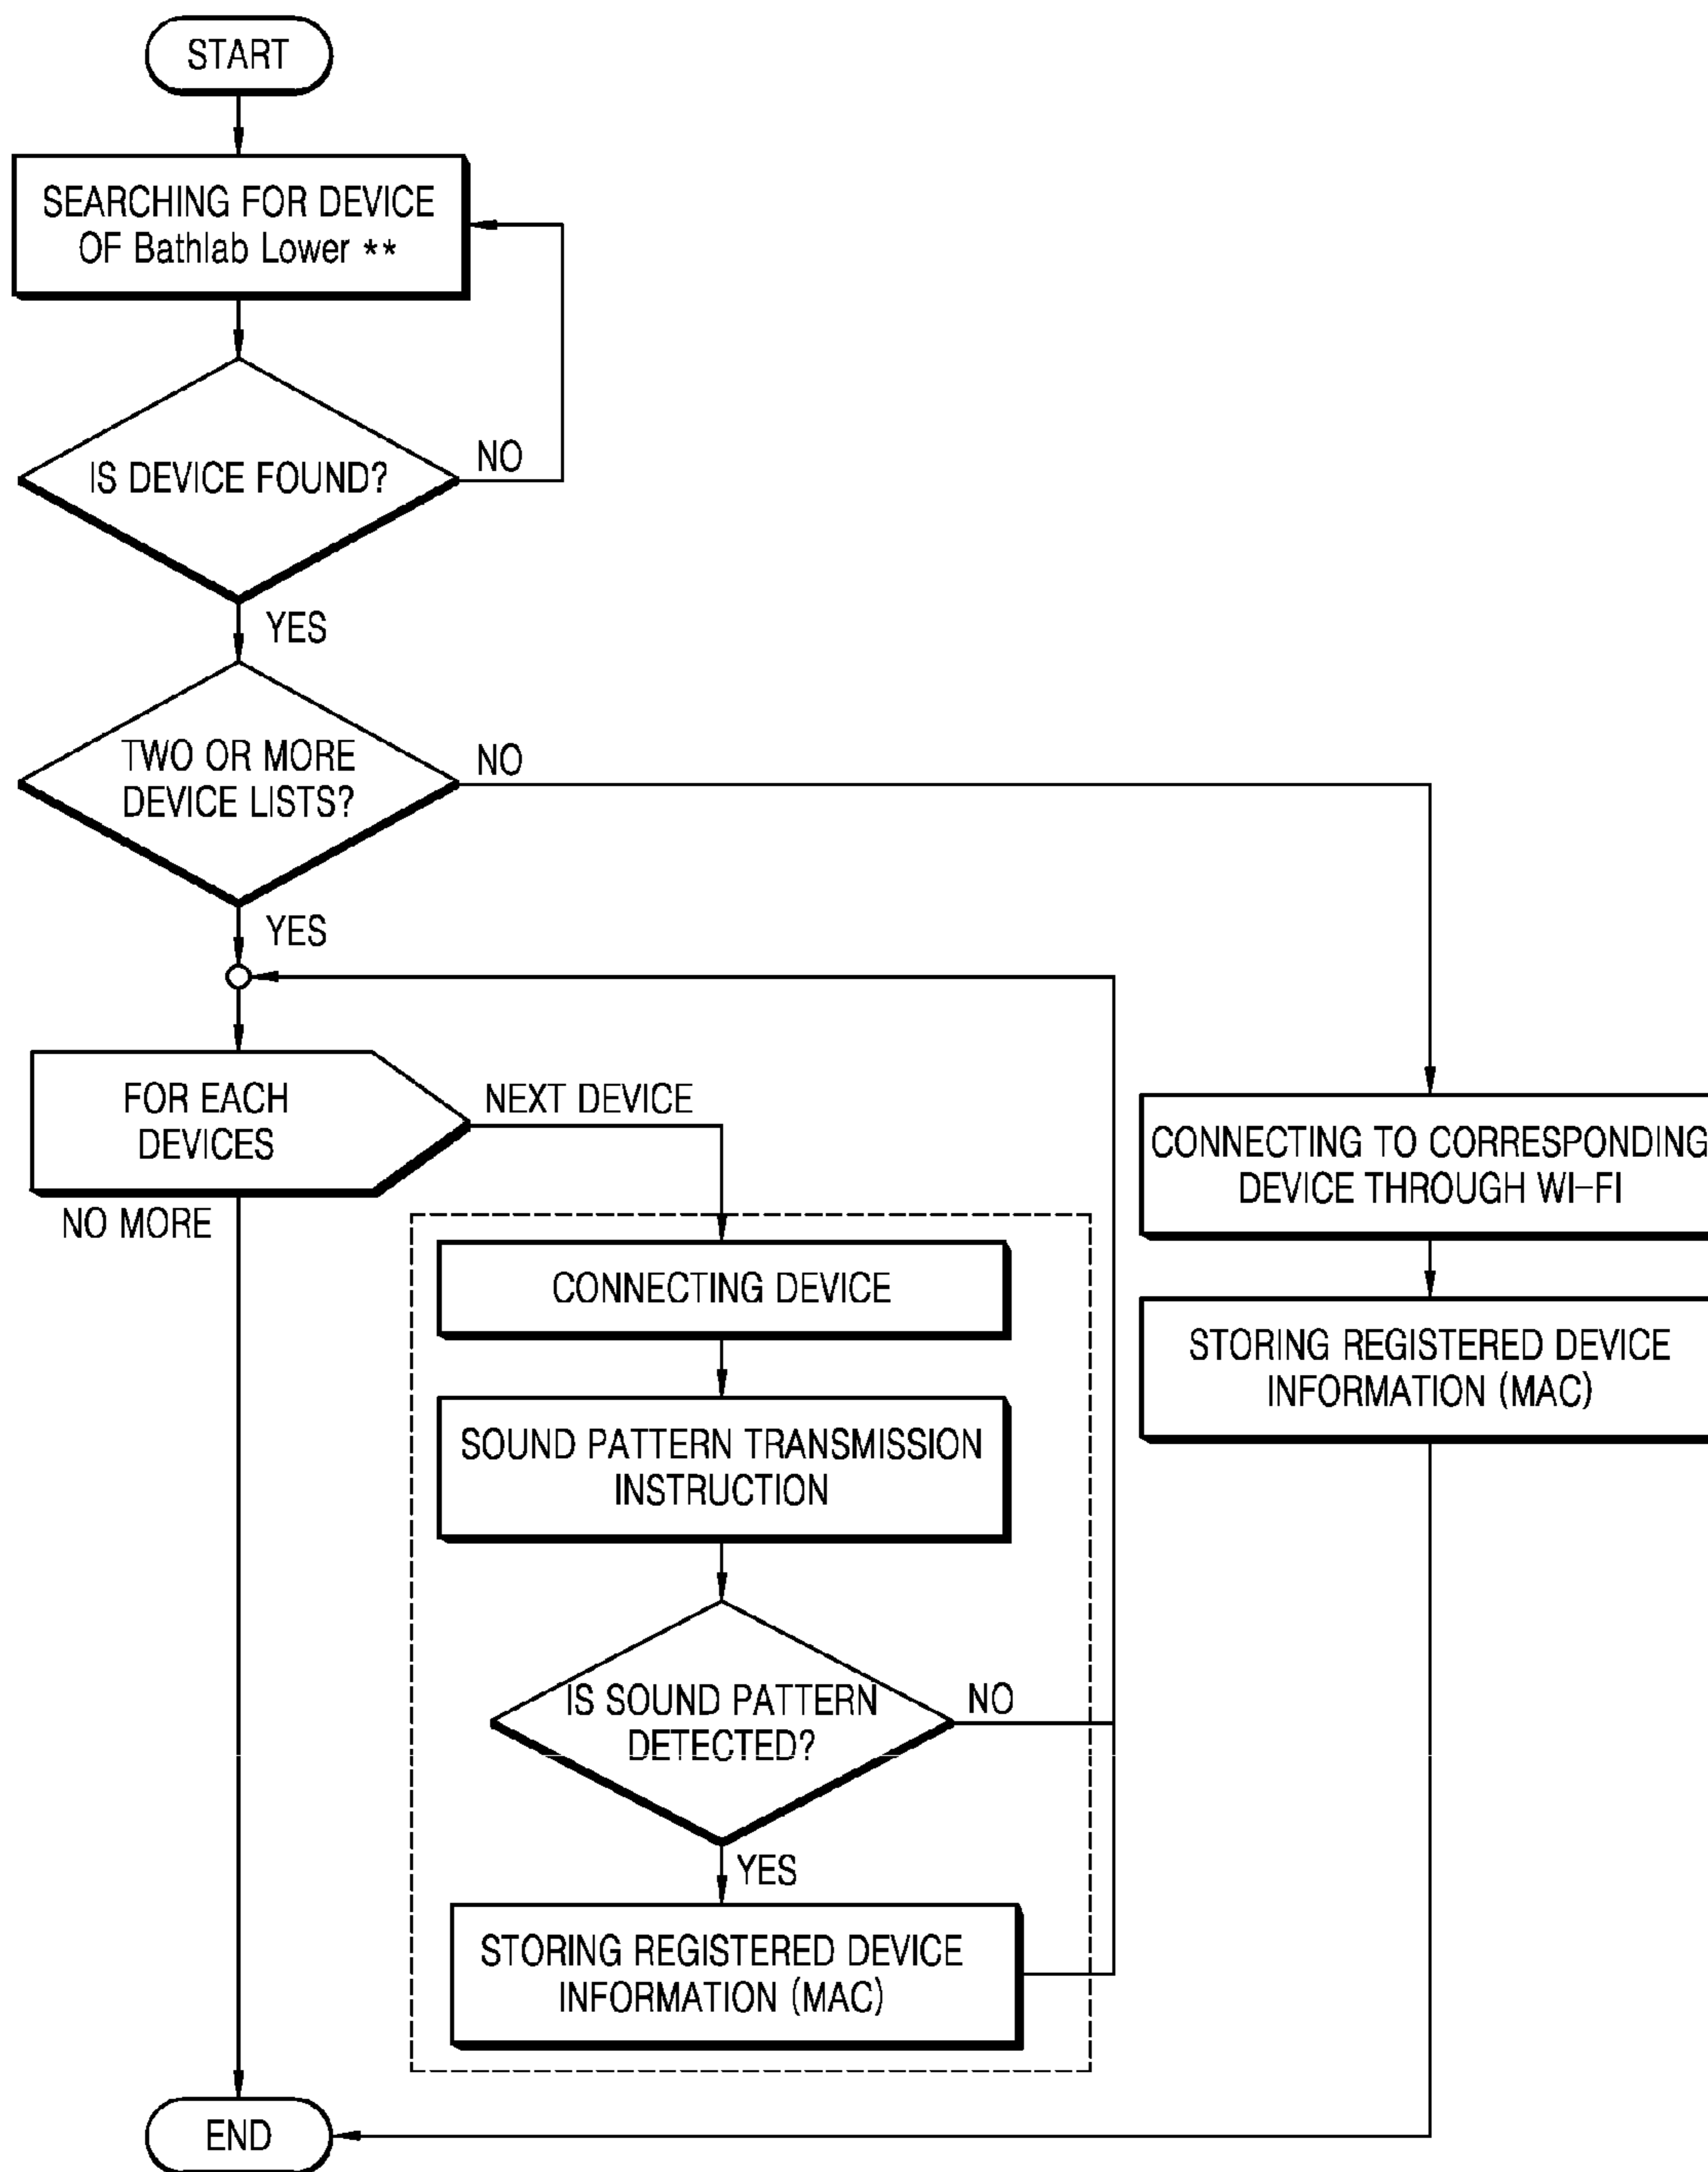 START
SEARCHING FOR DEVICE
OF Bathlab Lower **
IS DEVICE FOUND?
NO
YES
TWO OR MORE
DEVICE LISTS?
NO
YES
FOR EACH
DEVICES
NEXT DEVICE
NO MORE
CONNECTING DEVICE
SOUND PATTERN TRANSMISSION
INSTRUCTION
IS SOUND PATTERN
DETECTED?
NO
YES
STORING REGISTERED DEVICE
INFORMATION (MAC)
CONNECTING TO CORRESPONDING
DEVICE THROUGH WI-FI
STORING REGISTERED DEVICE
INFORMATION (MAC)
END